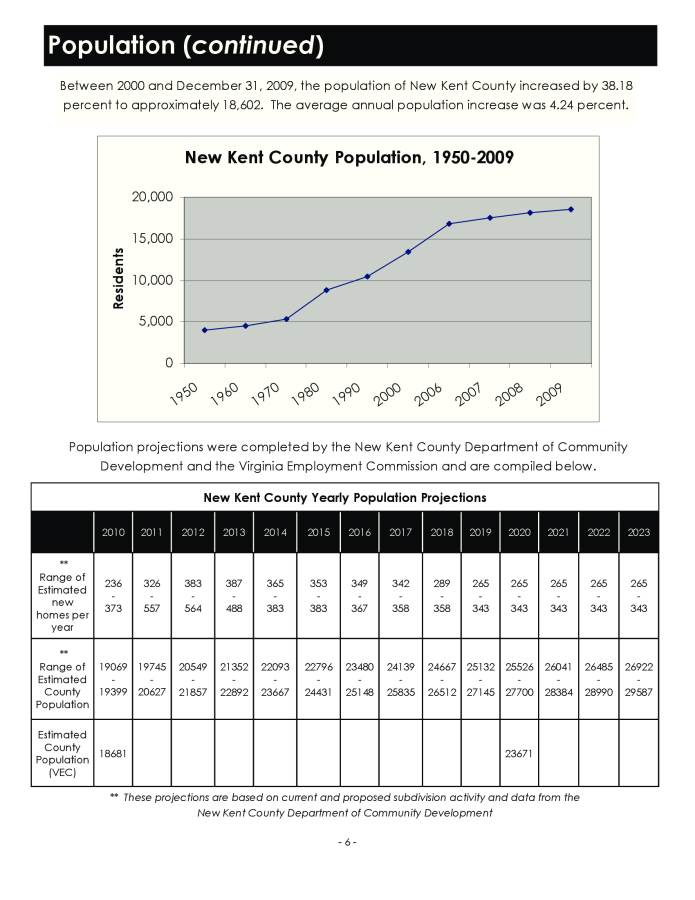 Population (continued)
Between 2000 and December 31, 2009, the population of New Kent County increased by 38.18
percent to approximately 18,602.  The average annual population increase was 4.24 percent.
New Kent County Population, 1950-2009
20,000
15,000
10,000
5,000
0
Residents
1950 1960 1970 1980 1990 2000 2006 2007 2008 2009
Population projections were completed by the New Kent County Department of Community
Development and the Virginia Employment Commission and are compiled below.
New Kent County Yearly Population Projections
2010 2011 2012 2013 2014 2015 2016 2017 2018 2019 2020 2021 2022 2023
**
Range of
Estimated
new
homes per
year
236 326 383 387 365 353 349 342 289 265 265 265 265 265
- - - - - - - - - - - - - -
373 557 564 488 383 383 367 358 358 343 343 343 343 343
**
Range of
Estimated
County
Population
19069 19745 20549 21352 22093 22796 23480 24139 24667 25132 25526 26041 26485 26922
- - - - - - - - - - - - - -
19399 20627 21857 22892 23667 24431 25148 25835 26512 27145 27700 28384 28990 29587
Estimated
County
Population
(VEC)
18681 23671
** These projections are based on current and proposed subdivision activity and data from the
New Kent County Department of Community Development
- 6 -